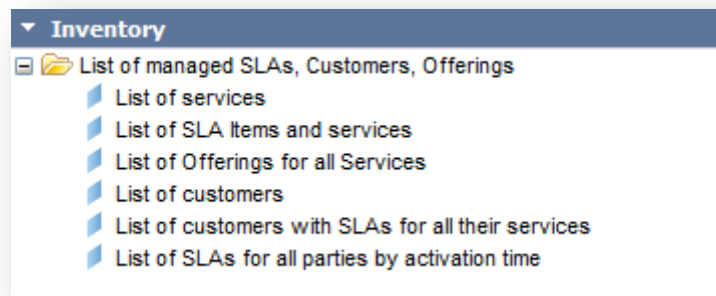 Inventory
List of managed SLAs, Customers, Offerings
List of services
List of SLA Items and services
List of Offerings for all Services
List of customers
List of customers with SLAs for all their services
List of SLAs for all parties by activation time